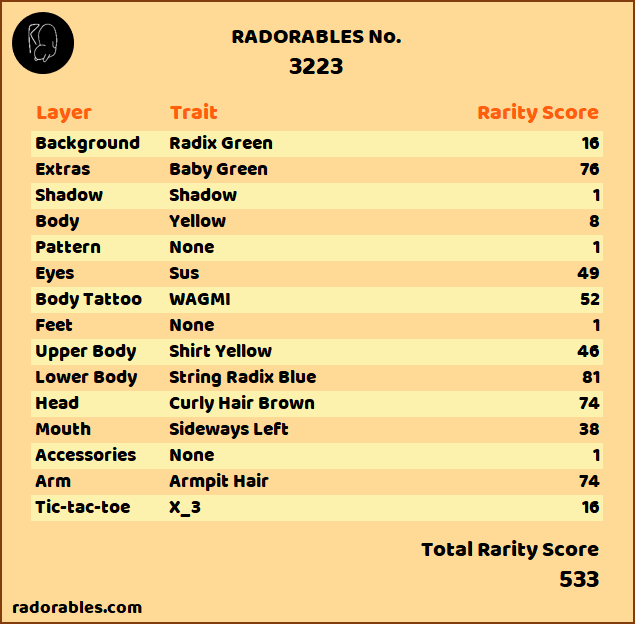 RADORABLES No.
3223
Layer Trait Rarity Score
Background Radix Green 16
Extras Baby Green 76
Shadow Shadow 1
Body Yellow 8
Pattern None 1
Eyes Sus 49
Body Tattoo WAGMI 52
Feet None 1
Upper Body Shirt Yellow 46
Lower Body String Radix Blue 81
Head Curly Hair Brown 74
Mouth Sideways Left 38
Accessories None 1
Arm Armpit Hair 74
Tic-tac-toe X_3 16
Total Rarity Score
533
radorables.com